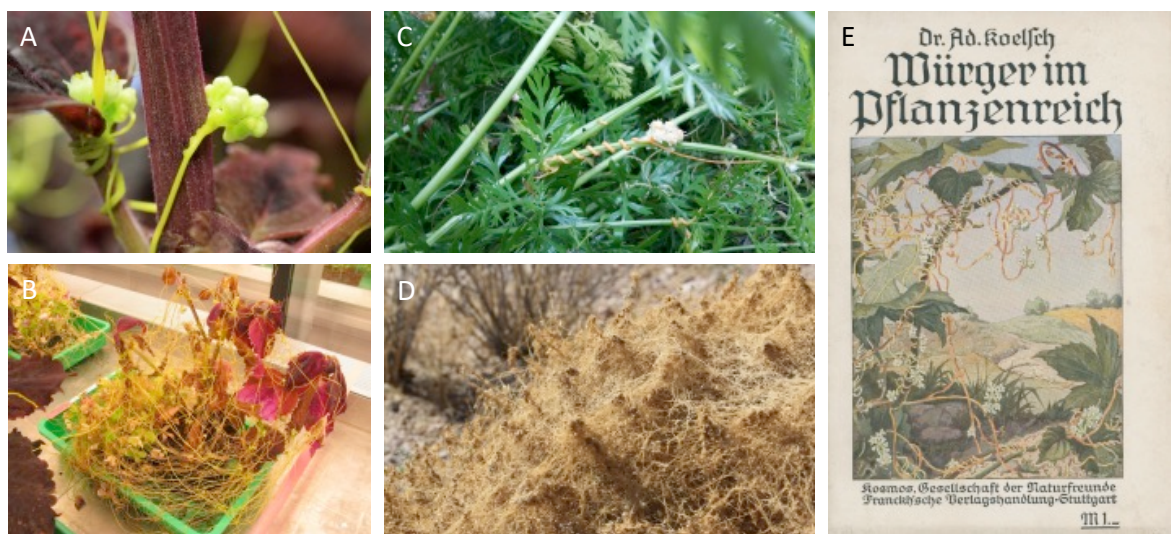 A
B
C
D
E
Dr. Ad. Koelsch
Würger im
Pflanzenreich
Kosmos, Gesellschaft der Naturfreunde
Franckh'sche Verlagshandlung-Stuttgart
M 1.–